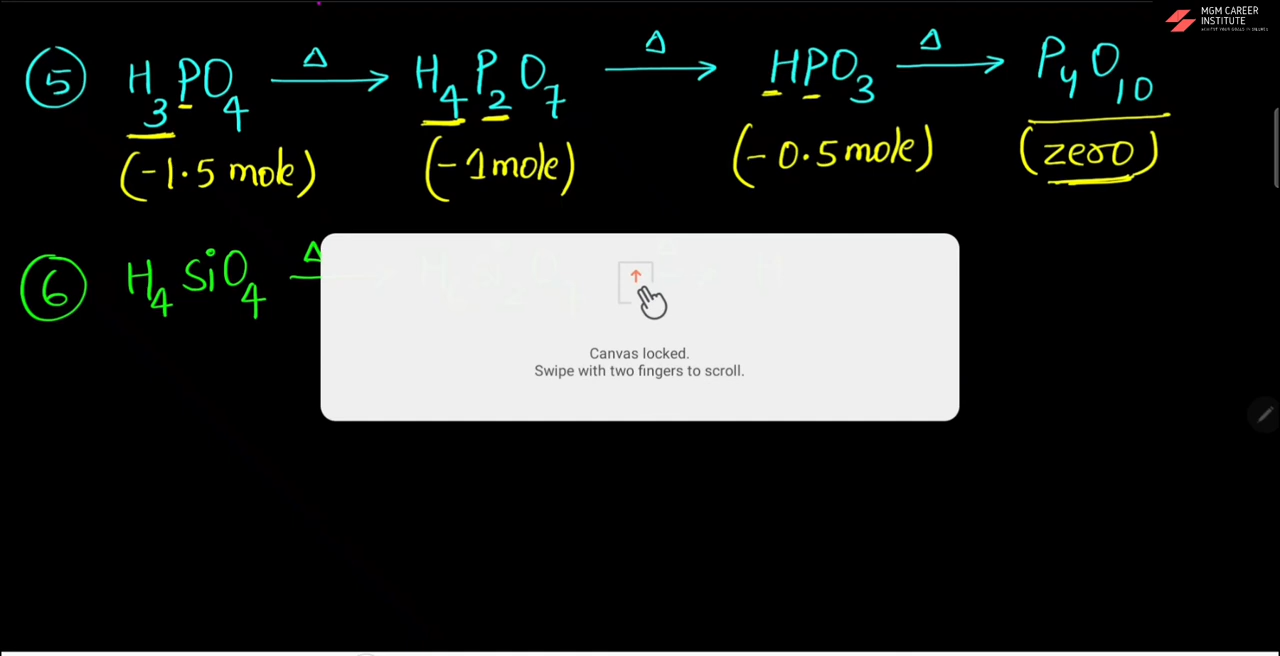 MGM CAREER
INSTITUTE
⑤ H₃PO₄ —Δ→ H₄P₂O₇ —Δ→ HPO₃ —Δ→ P₄O₁₀
(-1.5 mole) (-1 mole) (-0.5 mole) (zero)
⑥ H₄SiO₄ Δ
Canvas locked.
Swipe with two fingers to scroll.